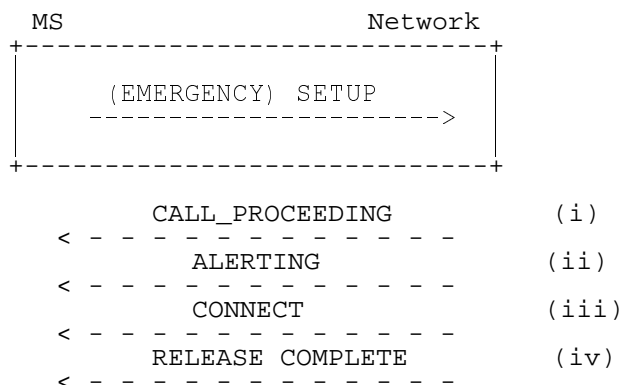 MS Network
(EMERGENCY) SETUP
CALL_PROCEEDING (i)
ALERTING (ii)
CONNECT (iii)
RELEASE COMPLETE (iv)